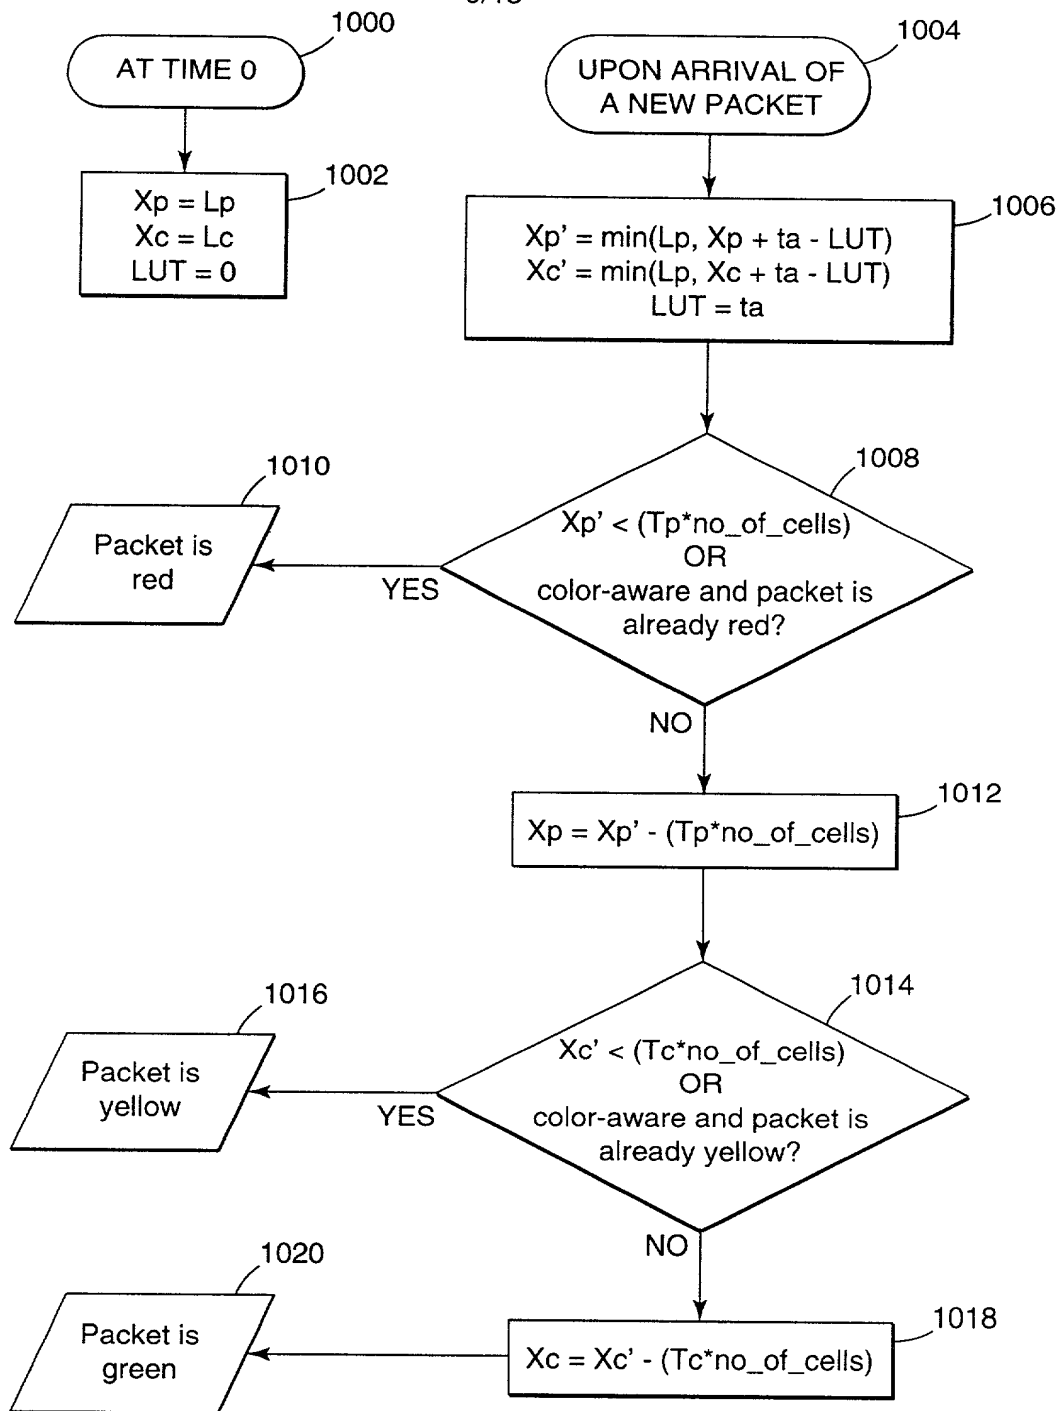 1000
AT TIME 0
1002
Xp = Lp
Xc = Lc
LUT = 0
1004
UPON ARRIVAL OF
A NEW PACKET
1006
Xp' = min(Lp, Xp + ta - LUT)
Xc' = min(Lp, Xc + ta - LUT)
LUT = ta
1008
Xp' < (Tp*no_of_cells)
OR
color-aware and packet is
already red?
YES
1010
Packet is
red
NO
1012
Xp = Xp' - (Tp*no_of_cells)
1014
Xc' < (Tc*no_of_cells)
OR
color-aware and packet is
already yellow?
YES
1016
Packet is
yellow
NO
1018
Xc = Xc' - (Tc*no_of_cells)
1020
Packet is
green